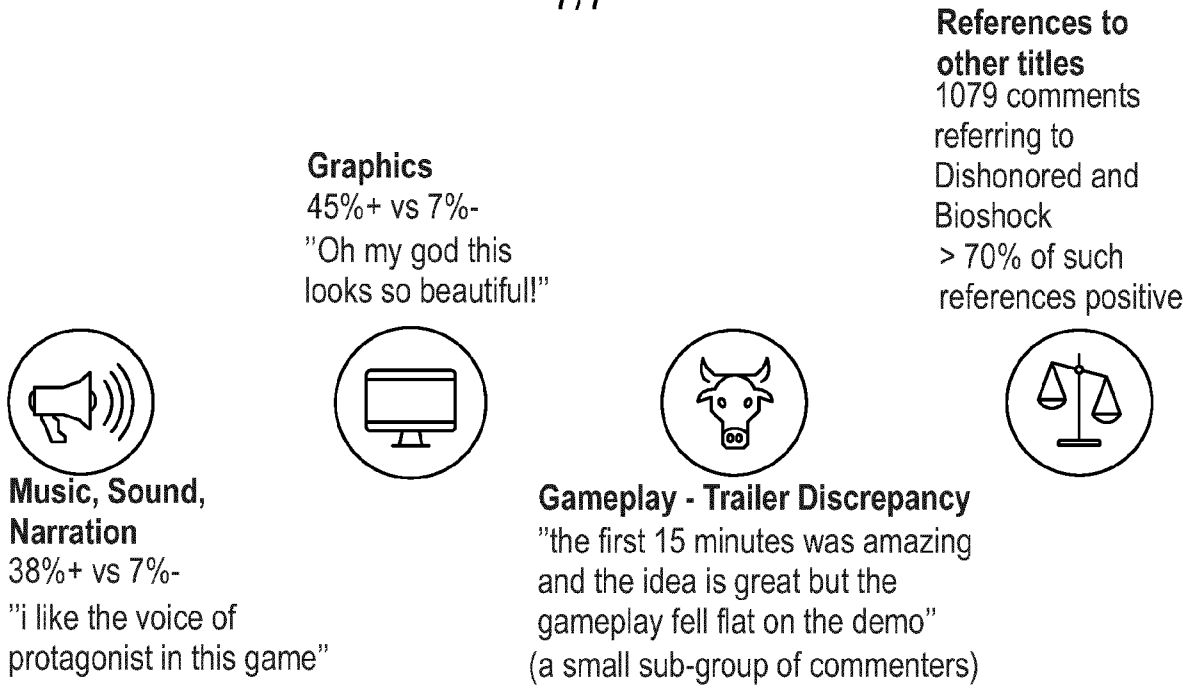 References to
other titles
1079 comments
referring to
Dishonored and
Bioshock
> 70% of such
references positive
Graphics
45%+ vs 7%-
”Oh my god this
looks so beautiful!”
Music, Sound,
Narration
38%+ vs 7%-
”i like the voice of
protagonist in this game”
Gameplay - Trailer Discrepancy
”the first 15 minutes was amazing
and the idea is great but the
gameplay fell flat on the demo”
(a small sub-group of commenters)